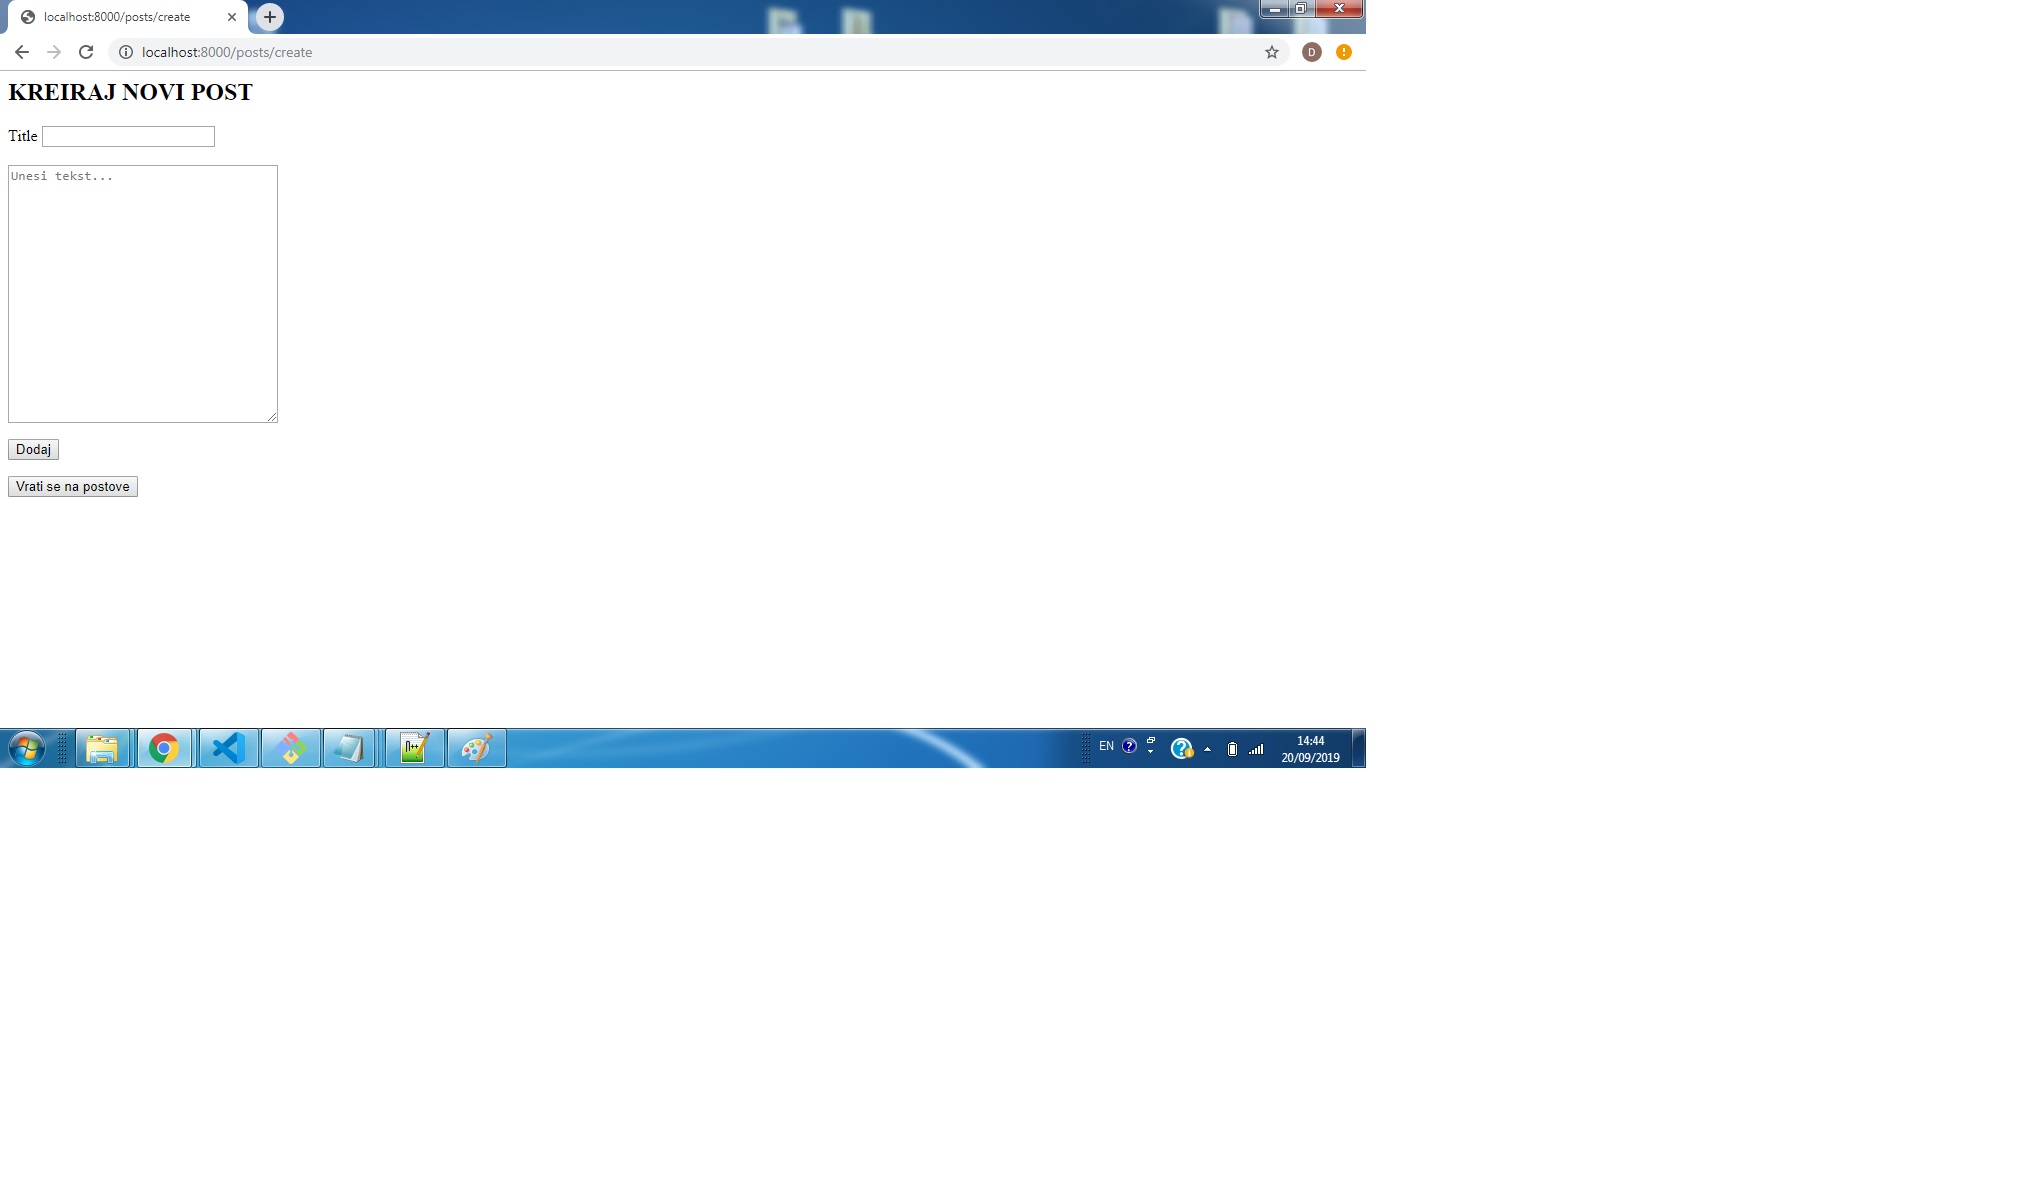 localhost:8000/posts/create
localhost:8000/posts/create
D
KREIRAJ NOVI POST
Title
Unesi tekst...
Dodaj
Vrati se na postove
EN
14:44
20/09/2019